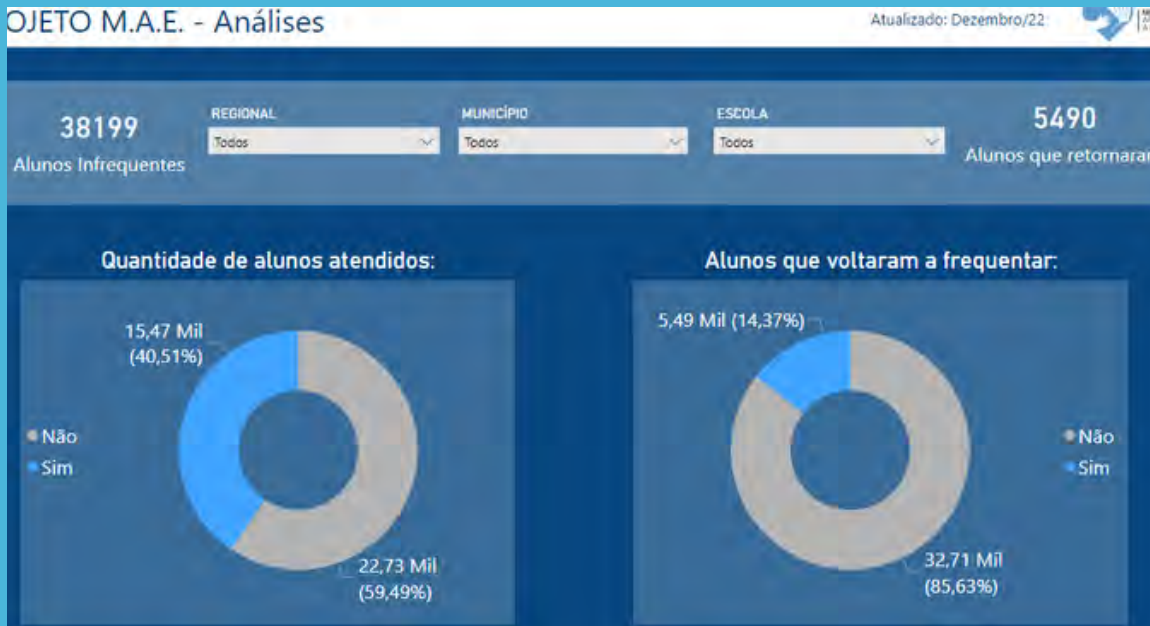 OJETO M.A.E. - Análises
Atualizado: Dezembro/22
38199
Alunos Infrequentes
REGIONAL
Todos
MUNICÍPIO
Todos
ESCOLA
Todos
5490
Alunos que retornaram
Quantidade de alunos atendidos:
15,47 Mil
(40,51%)
Não
Sim
22,73 Mil
(59,49%)
Alunos que voltaram a frequentar:
5,49 Mil (14,37%)
Não
Sim
32,71 Mil
(85,63%)